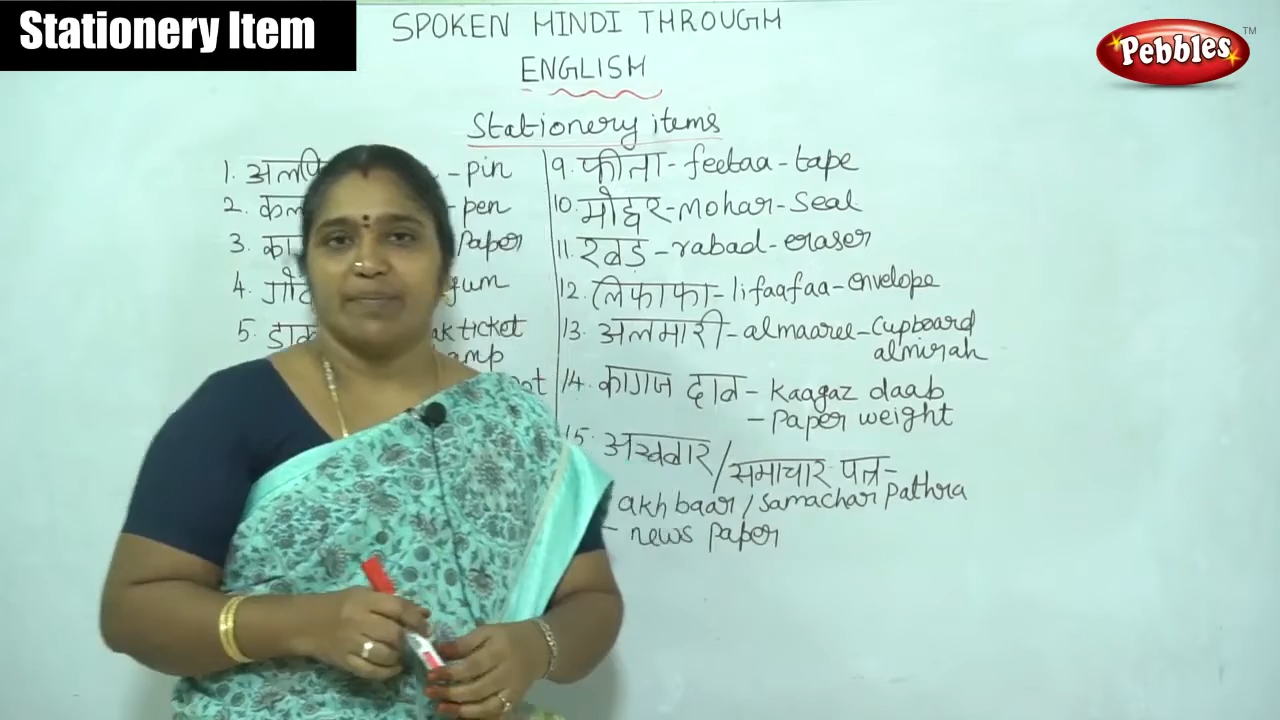 Stationery Item
SPOKEN HINDI THROUGH
ENGLISH
Pebbles TM
Stationery items
1. - pin
2. - pen
3. Paper
4. gum
5. ticket
9. फीता - feetaa - tape
10. मोहर - mohar - seal
11. रबड़ - rabad - eraser
12. लिफाफा - lifaafaa - envelope
13. अलमारी - almaaree - Cupboard
almirah
14. कागज दाब - Kaagaz daab
- Paper weight
15. अखबार / समाचार पत्र -
akhbaar / Samachar Pathra
- news paper